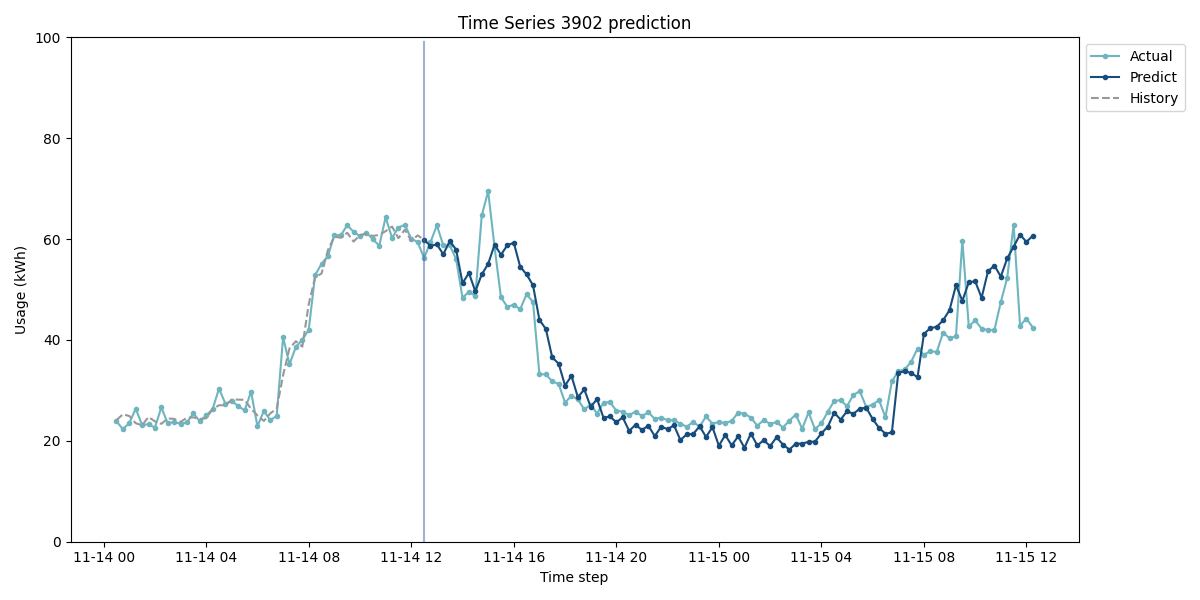 Time Series 3902 prediction
Actual
Predict
History
Usage (kWh)
100
80
60
40
20
0
11-14 00
11-14 04
11-14 08
11-14 12
11-14 16
11-14 20
11-15 00
11-15 04
11-15 08
11-15 12
Time step